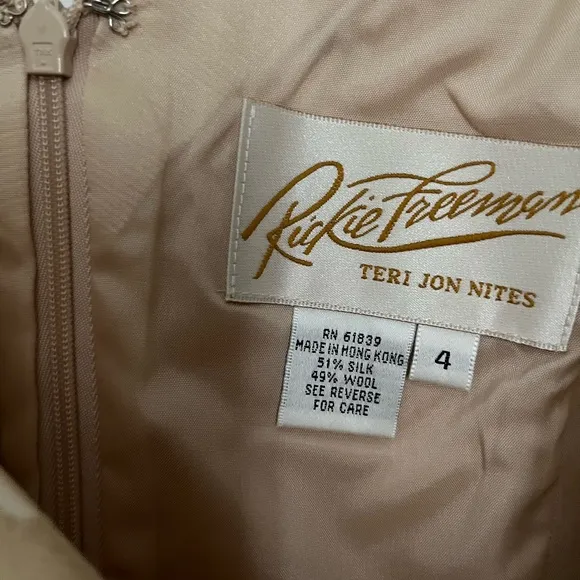 Rickie Freeman
TERI JON NITES
RN 61839
MADE IN HONG KONG
51% SILK
49% WOOL
SEE REVERSE
FOR CARE
4